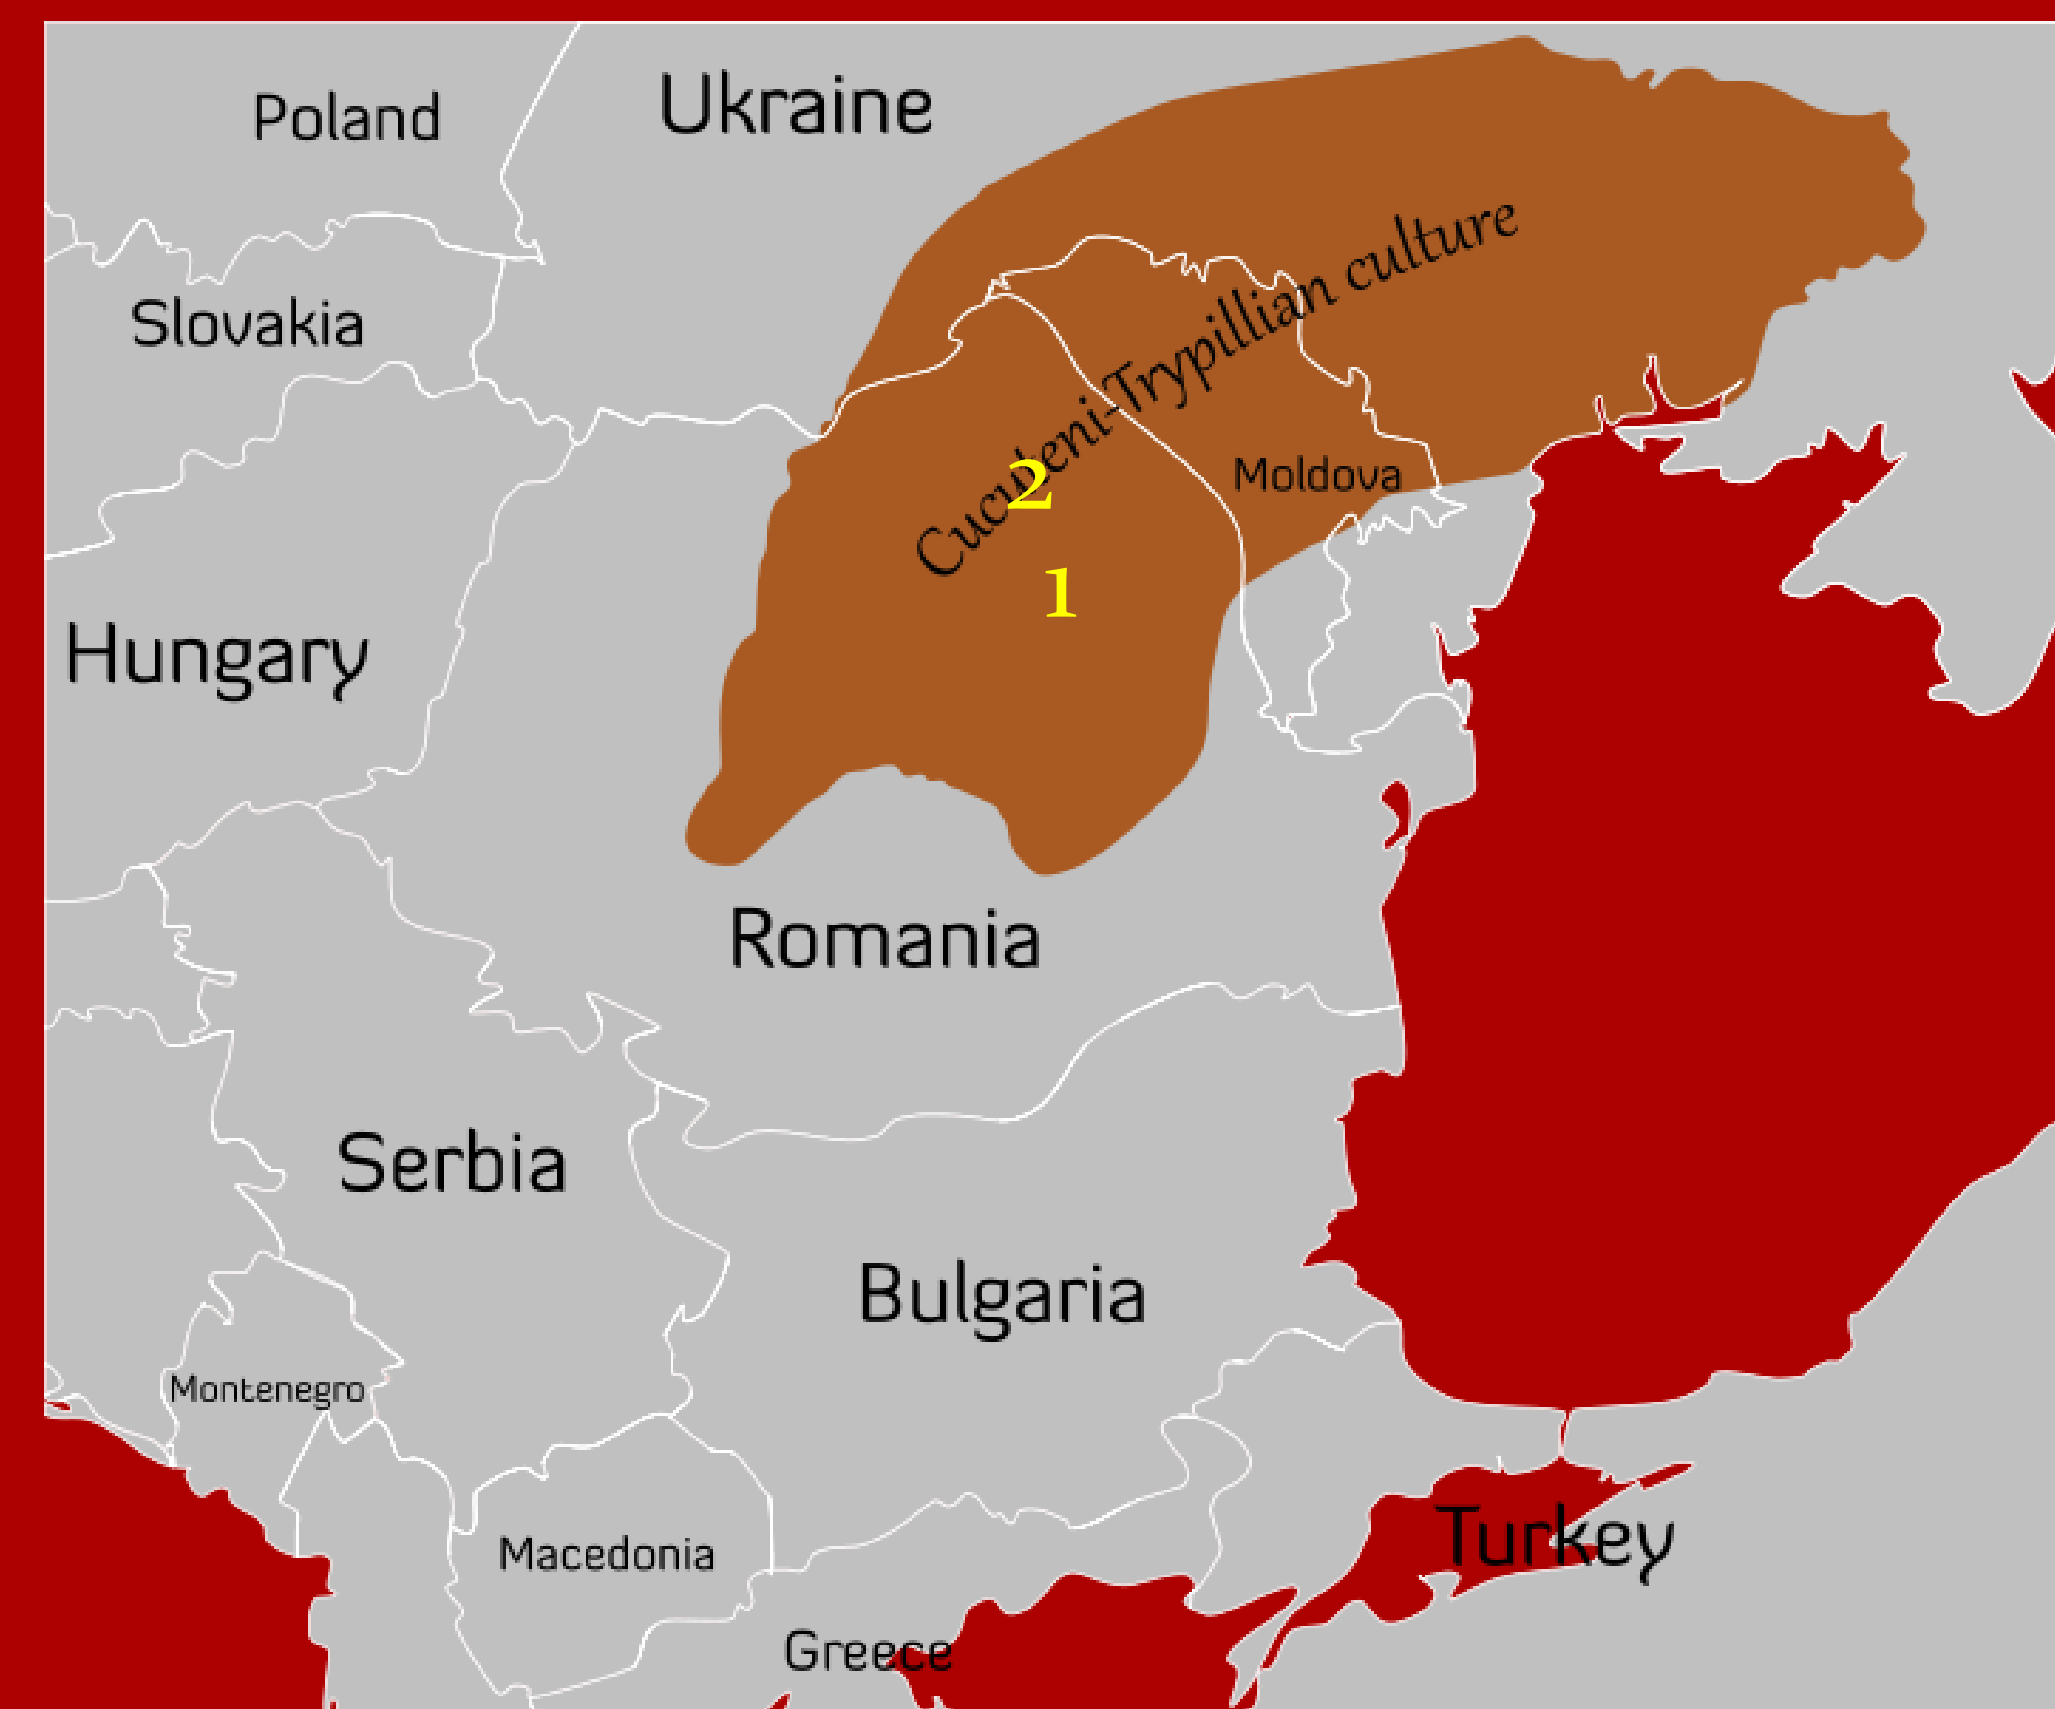 Poland
Ukraine
Slovakia
Cucuteni-Trypillian culture
2
Moldova
1
Hungary
Romania
Serbia
Bulgaria
Montenegro
Turkey
Macedonia
Greece